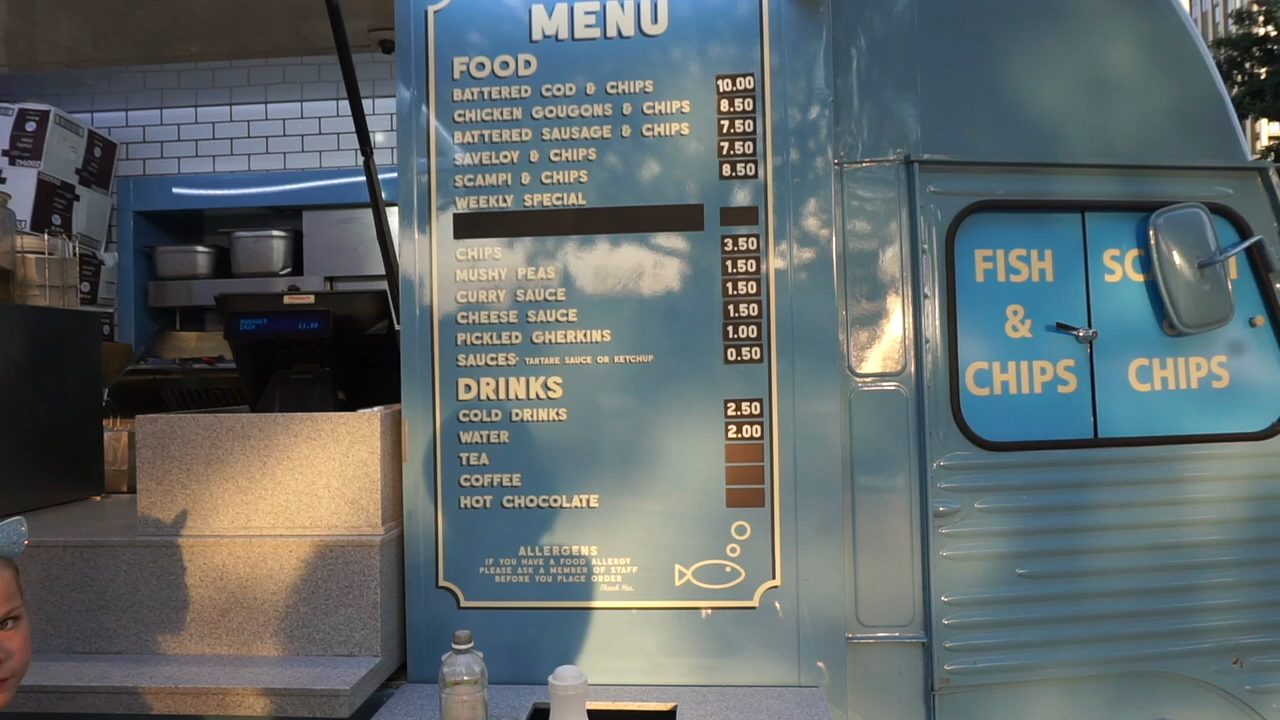 MENU
FOOD
BATTERED COD & CHIPS 10.00
CHICKEN GOUGONS & CHIPS 8.50
BATTERED SAUSAGE & CHIPS 7.50
SAVELOY & CHIPS 7.50
SCAMPI & CHIPS 8.50
WEEKLY SPECIAL
CHIPS 3.50
MUSHY PEAS 1.50
CURRY SAUCE 1.50
CHEESE SAUCE 1.50
PICKLED GHERKINS 1.00
SAUCES* TARTARE SAUCE OR KETCHUP 0.50
DRINKS
COLD DRINKS 2.50
WATER 2.00
TEA
COFFEE
HOT CHOCOLATE
ALLERGENS
IF YOU HAVE A FOOD ALLERGY
PLEASE ASK A MEMBER OF STAFF
BEFORE YOU PLACE ORDER
Thank You.
FISH
&
CHIPS
CHIPS